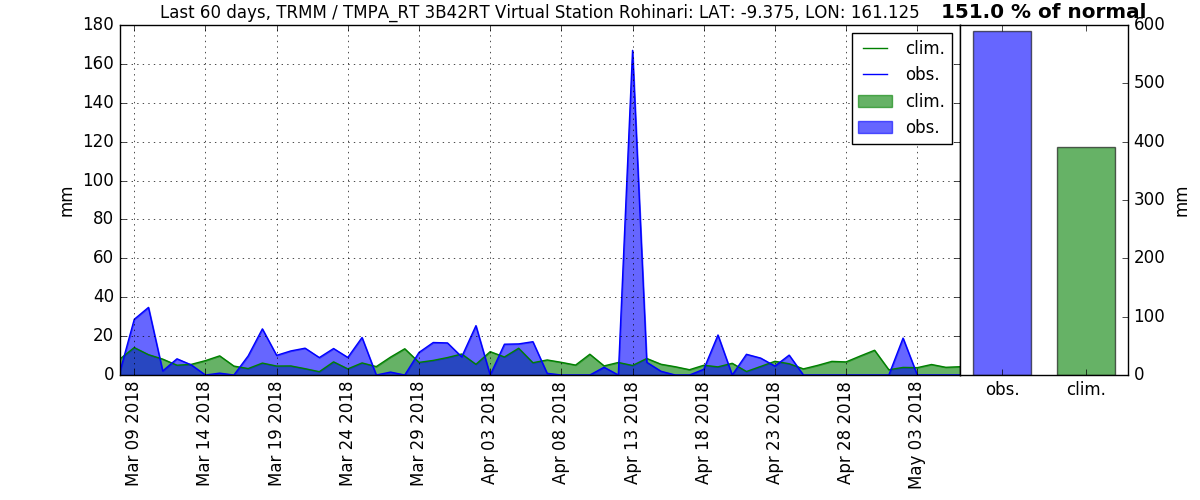 Last 60 days, TRMM / TMPA_RT 3B42RT Virtual Station Rohinari: LAT: -9.375, LON: 161.125
151.0 % of normal
180
160
140
120
100
80
60
40
20
0
mm
clim.
obs.
clim.
obs.
600
500
400
300
200
100
0
mm
obs.
clim.
Mar 09 2018
Mar 14 2018
Mar 19 2018
Mar 24 2018
Mar 29 2018
Apr 03 2018
Apr 08 2018
Apr 13 2018
Apr 18 2018
Apr 23 2018
Apr 28 2018
May 03 2018